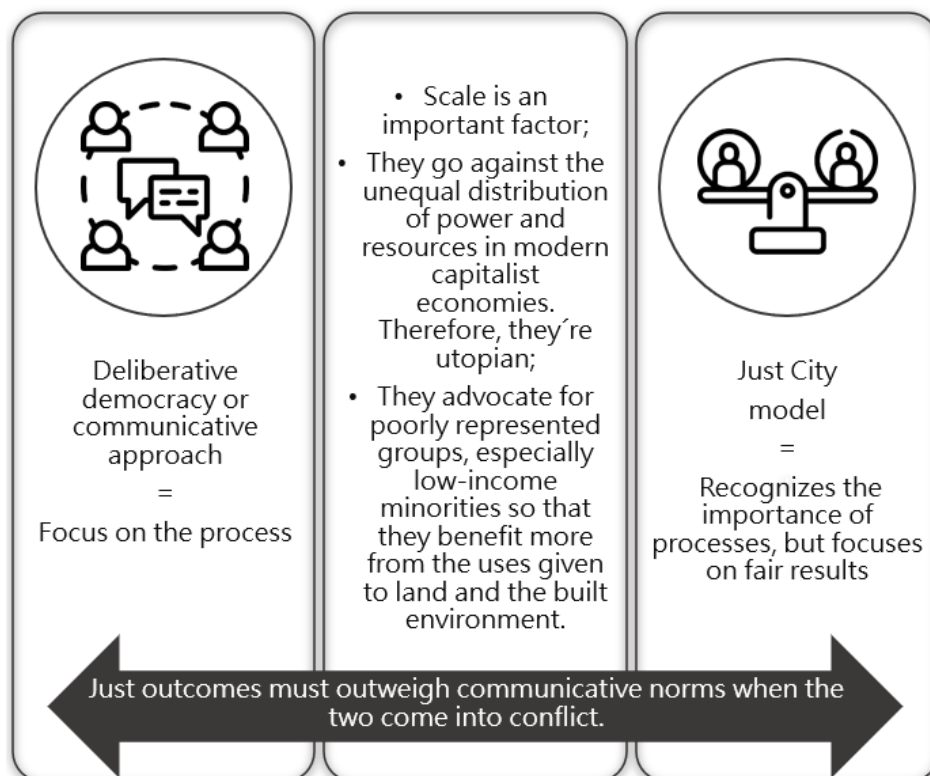 Deliberative
democracy or
communicative
approach
=
Focus on the process
• Scale is an
important factor;
• They go against the
unequal distribution
of power and
resources in modern
capitalist
economies.
Therefore, they´re
utopian;
• They advocate for
poorly represented
groups, especially
low-income
minorities so that
they benefit more
from the uses given
to land and the built
environment.
Just City
model
=
Recognizes the
importance of
processes, but focuses
on fair results
Just outcomes must outweigh communicative norms when the
two come into conflict.